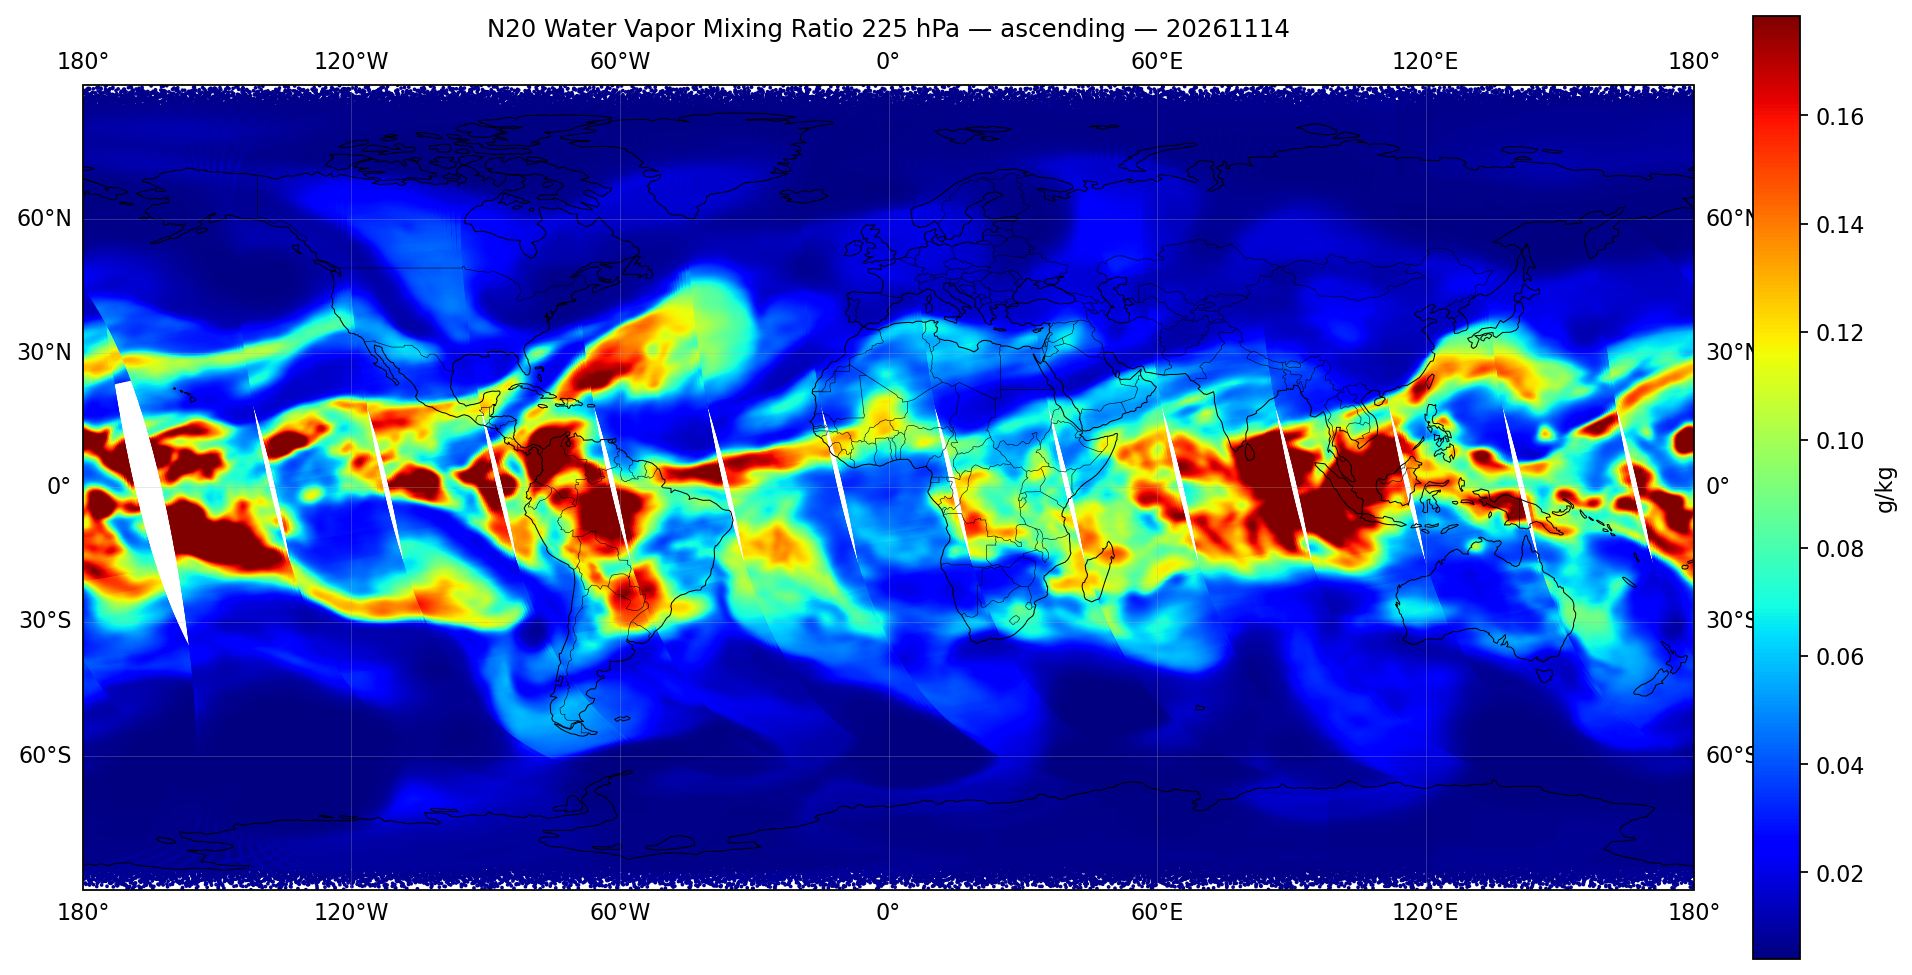 N20 Water Vapor Mixing Ratio 225 hPa — ascending — 20261114
180° 120°W 60°W 0° 60°E 120°E 180°
60°N 60°N
30°N 30°N
0° 0°
30°S 30°S
60°S 60°S
180° 120°W 60°W 0° 60°E 120°E 180°
0.16
0.14
0.12
0.10
0.08
0.06
0.04
0.02
g/kg